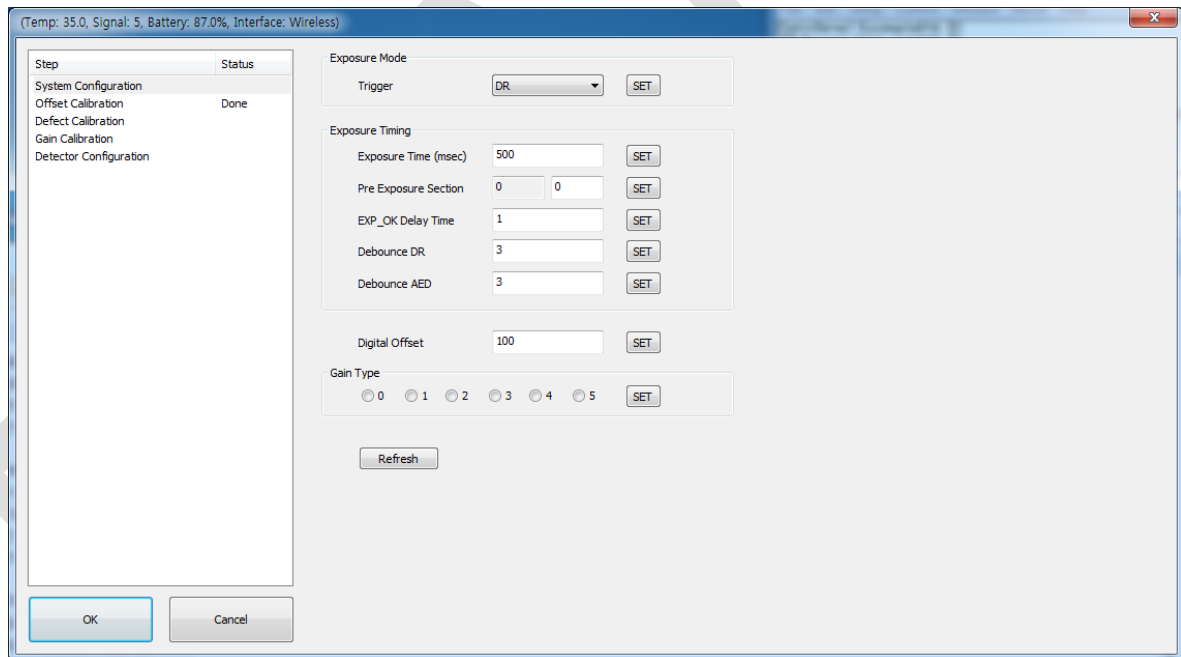 (Temp: 35.0, Signal: 5, Battery: 87.0%, Interface: Wireless)
x
Step Status
System Configuration
Offset Calibration Done
Defect Calibration
Gain Calibration
Detector Configuration
OK Cancel
Exposure Mode
Trigger DR SET
Exposure Timing
Exposure Time (msec) 500 SET
Pre Exposure Section 0 0 SET
EXP_OK Delay Time 1 SET
Debounce DR 3 SET
Debounce AED 3 SET
Digital Offset 100 SET
Gain Type
0 1 2 3 4 5 SET
Refresh